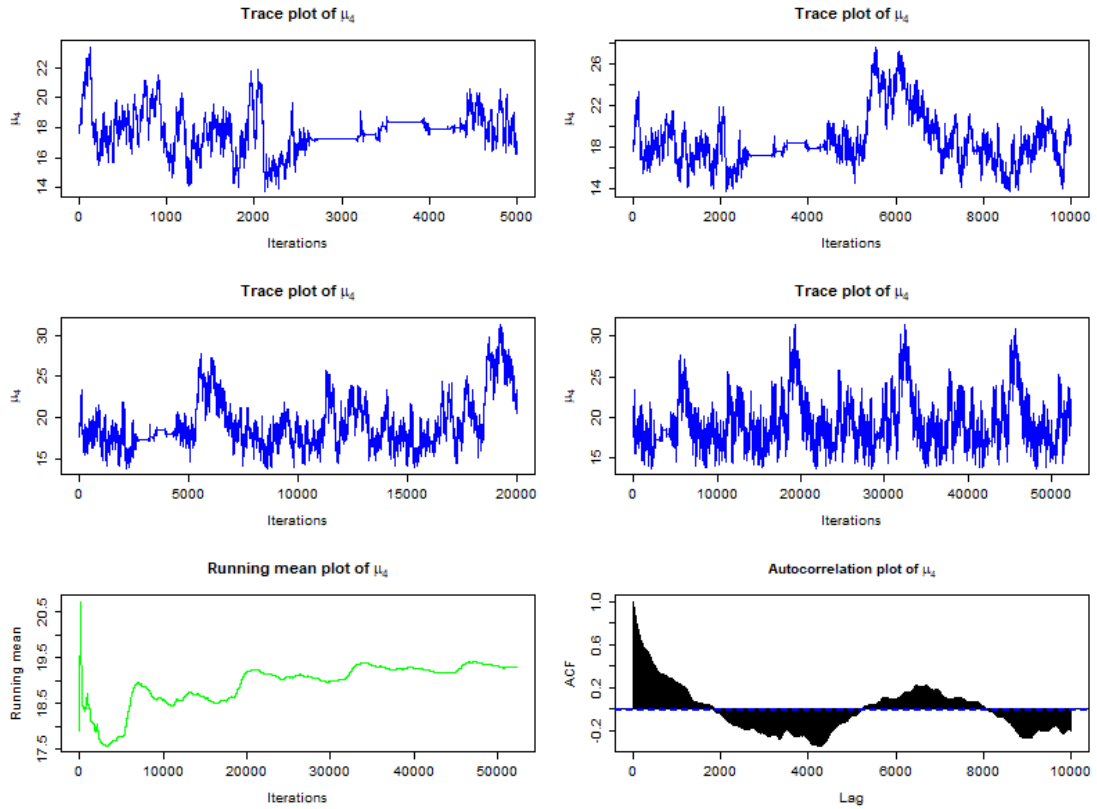 Trace plot of μ4
μ4
14 16 18 20 22
0 1000 2000 3000 4000 5000
Iterations
Trace plot of μ4
μ4
14 18 22 26
0 2000 4000 6000 8000 10000
Iterations
Trace plot of μ4
μ4
15 20 25 30
0 5000 10000 15000 20000
Iterations
Trace plot of μ4
μ4
15 20 25 30
0 10000 20000 30000 40000 50000
Iterations
Running mean plot of μ4
Running mean
17.5 18.5 19.5 20.5
0 10000 20000 30000 40000 50000
Iterations
Autocorrelation plot of μ4
ACF
-0.2 0.2 0.6 1.0
0 2000 4000 6000 8000 10000
Lag